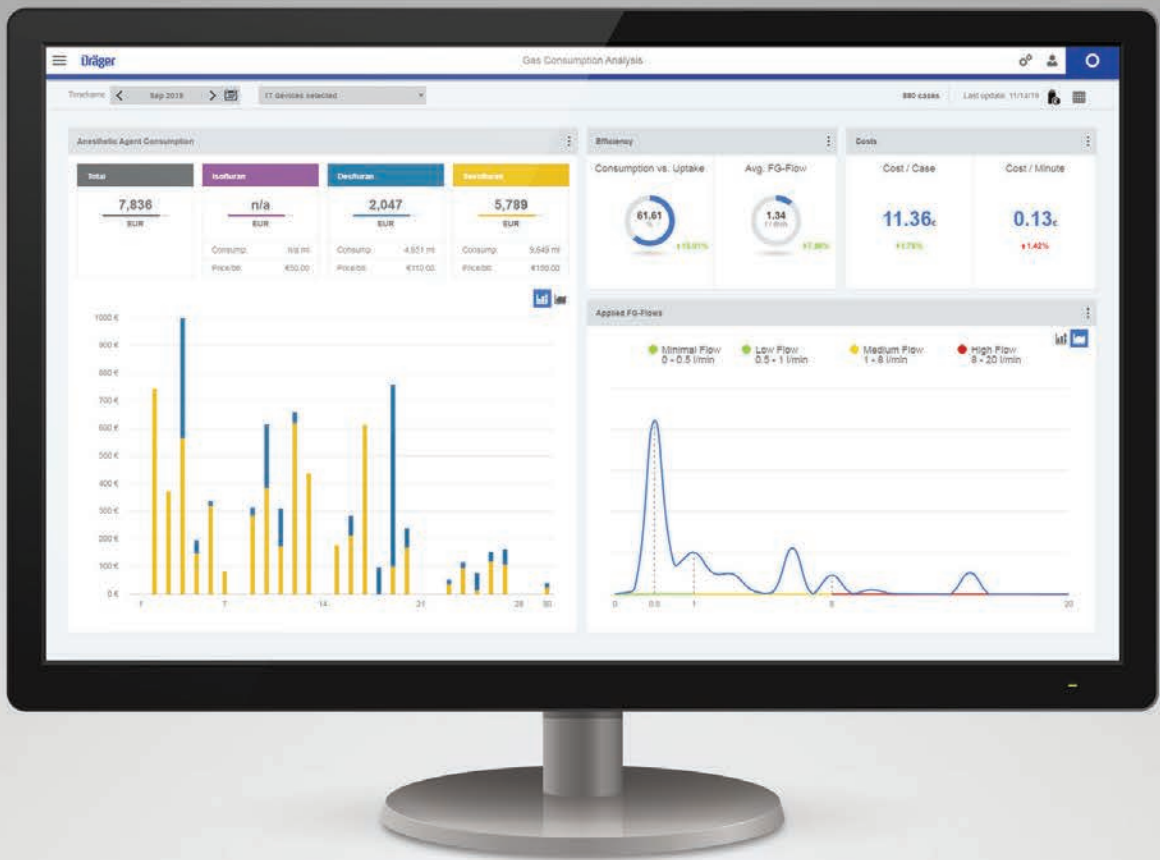 Dräger
Gas Consumption Analysis
Timeframe
Sep 2019
17 devices selected
cases
Last update: 11/13/19
Anesthetic Agent Consumption
Total
Isofluran
Desfluran
Sevofluran
7,836
n/a
2,047
5,789
EUR
EUR
EUR
EUR
Consump. n/a ml
Consump. ml
Consump. 9,649 ml
Price/btl. €50.00
Price/btl. €110.00
Price/btl. €150.00
1000 €
900 €
800 €
700 €
600 €
500 €
400 €
300 €
200 €
100 €
0 €
1 7 14 21 28 30
Efficiency
Consumption vs. Uptake
Avg. FG-Flow
61,61
%
1.34
l / min
Costs
Cost / Case
Cost / Minute
11.36€
0.13€
1.42%
Applied FG-Flows
Minimal Flow
0 - 0.5 l/min
Low Flow
0.5 - 1 l/min
Medium Flow
1 - 8 l/min
High Flow
8 - 20 l/min
0 0.5 1 8 20